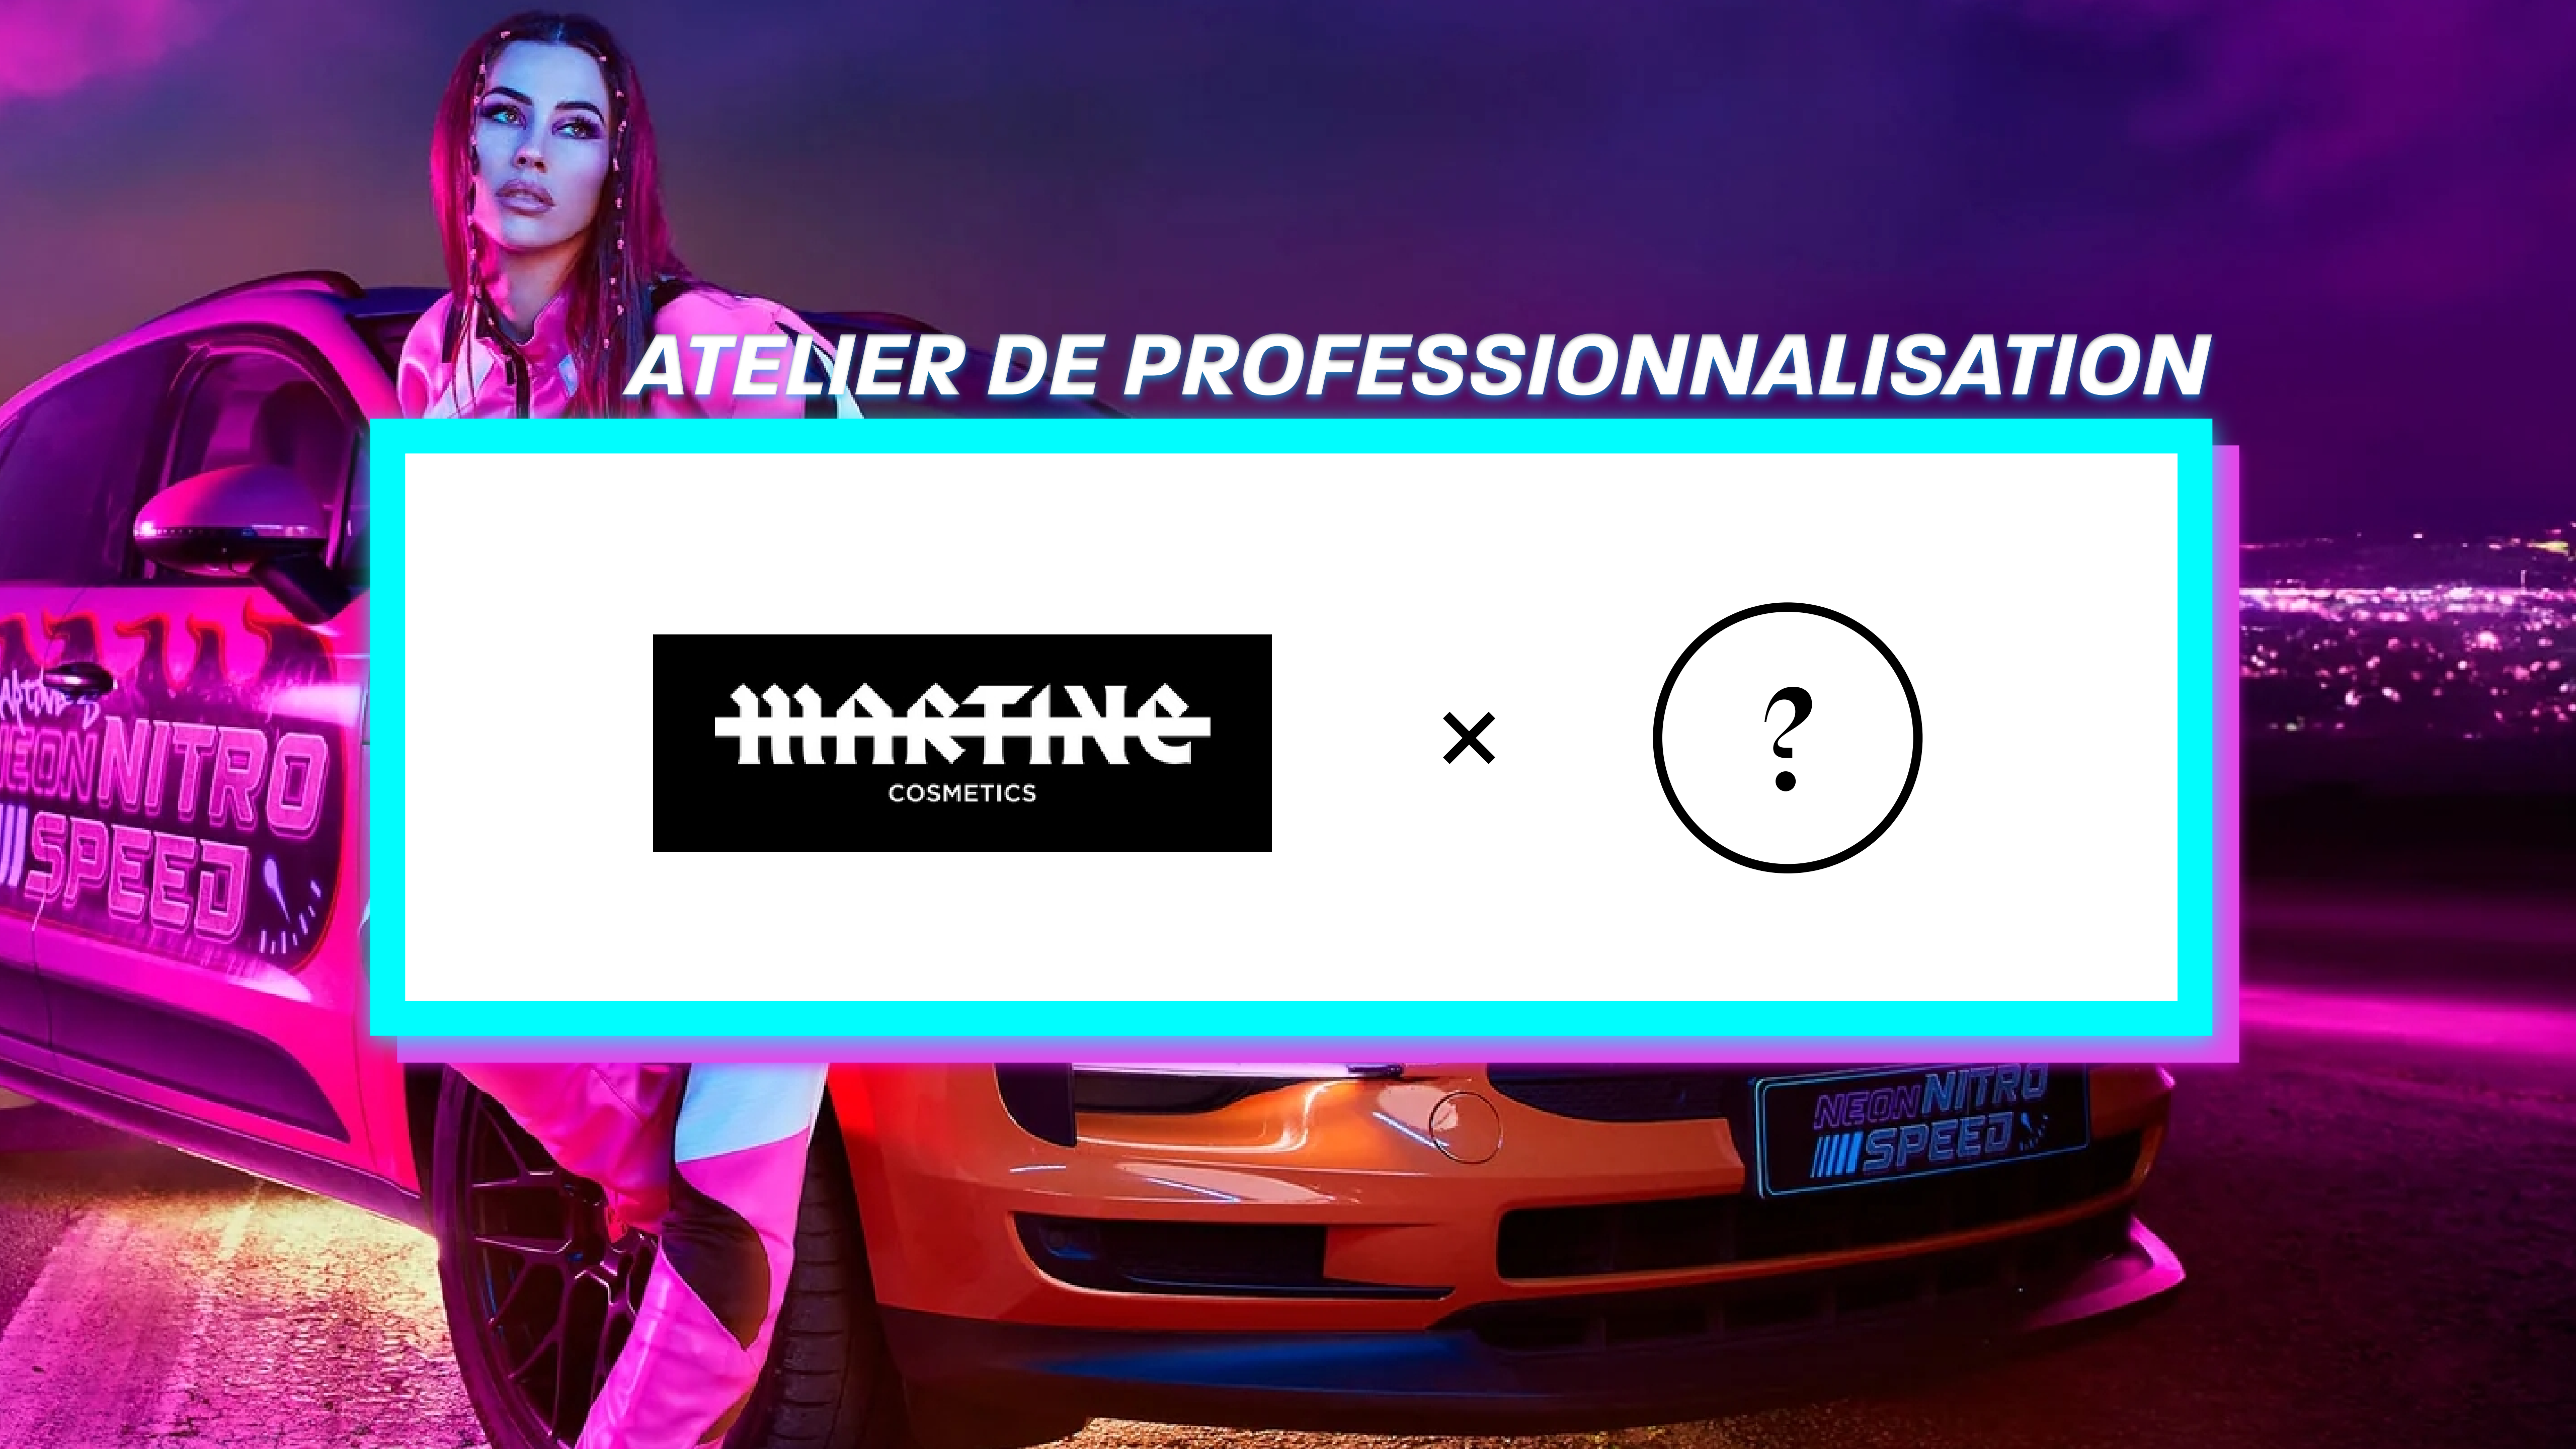 ATELIER DE PROFESSIONNALISATION
MARTINE
COSMETICS
×
?
NEON NITRO
SPEED
NEON NITRO
SPEED